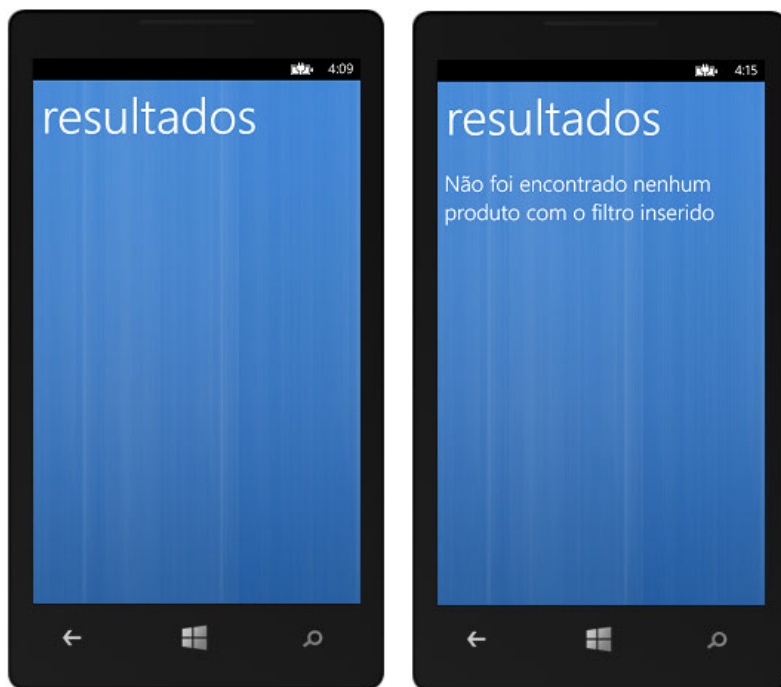 4:09
resultados
4:15
resultados
Não foi encontrado nenhum
produto com o filtro inserido